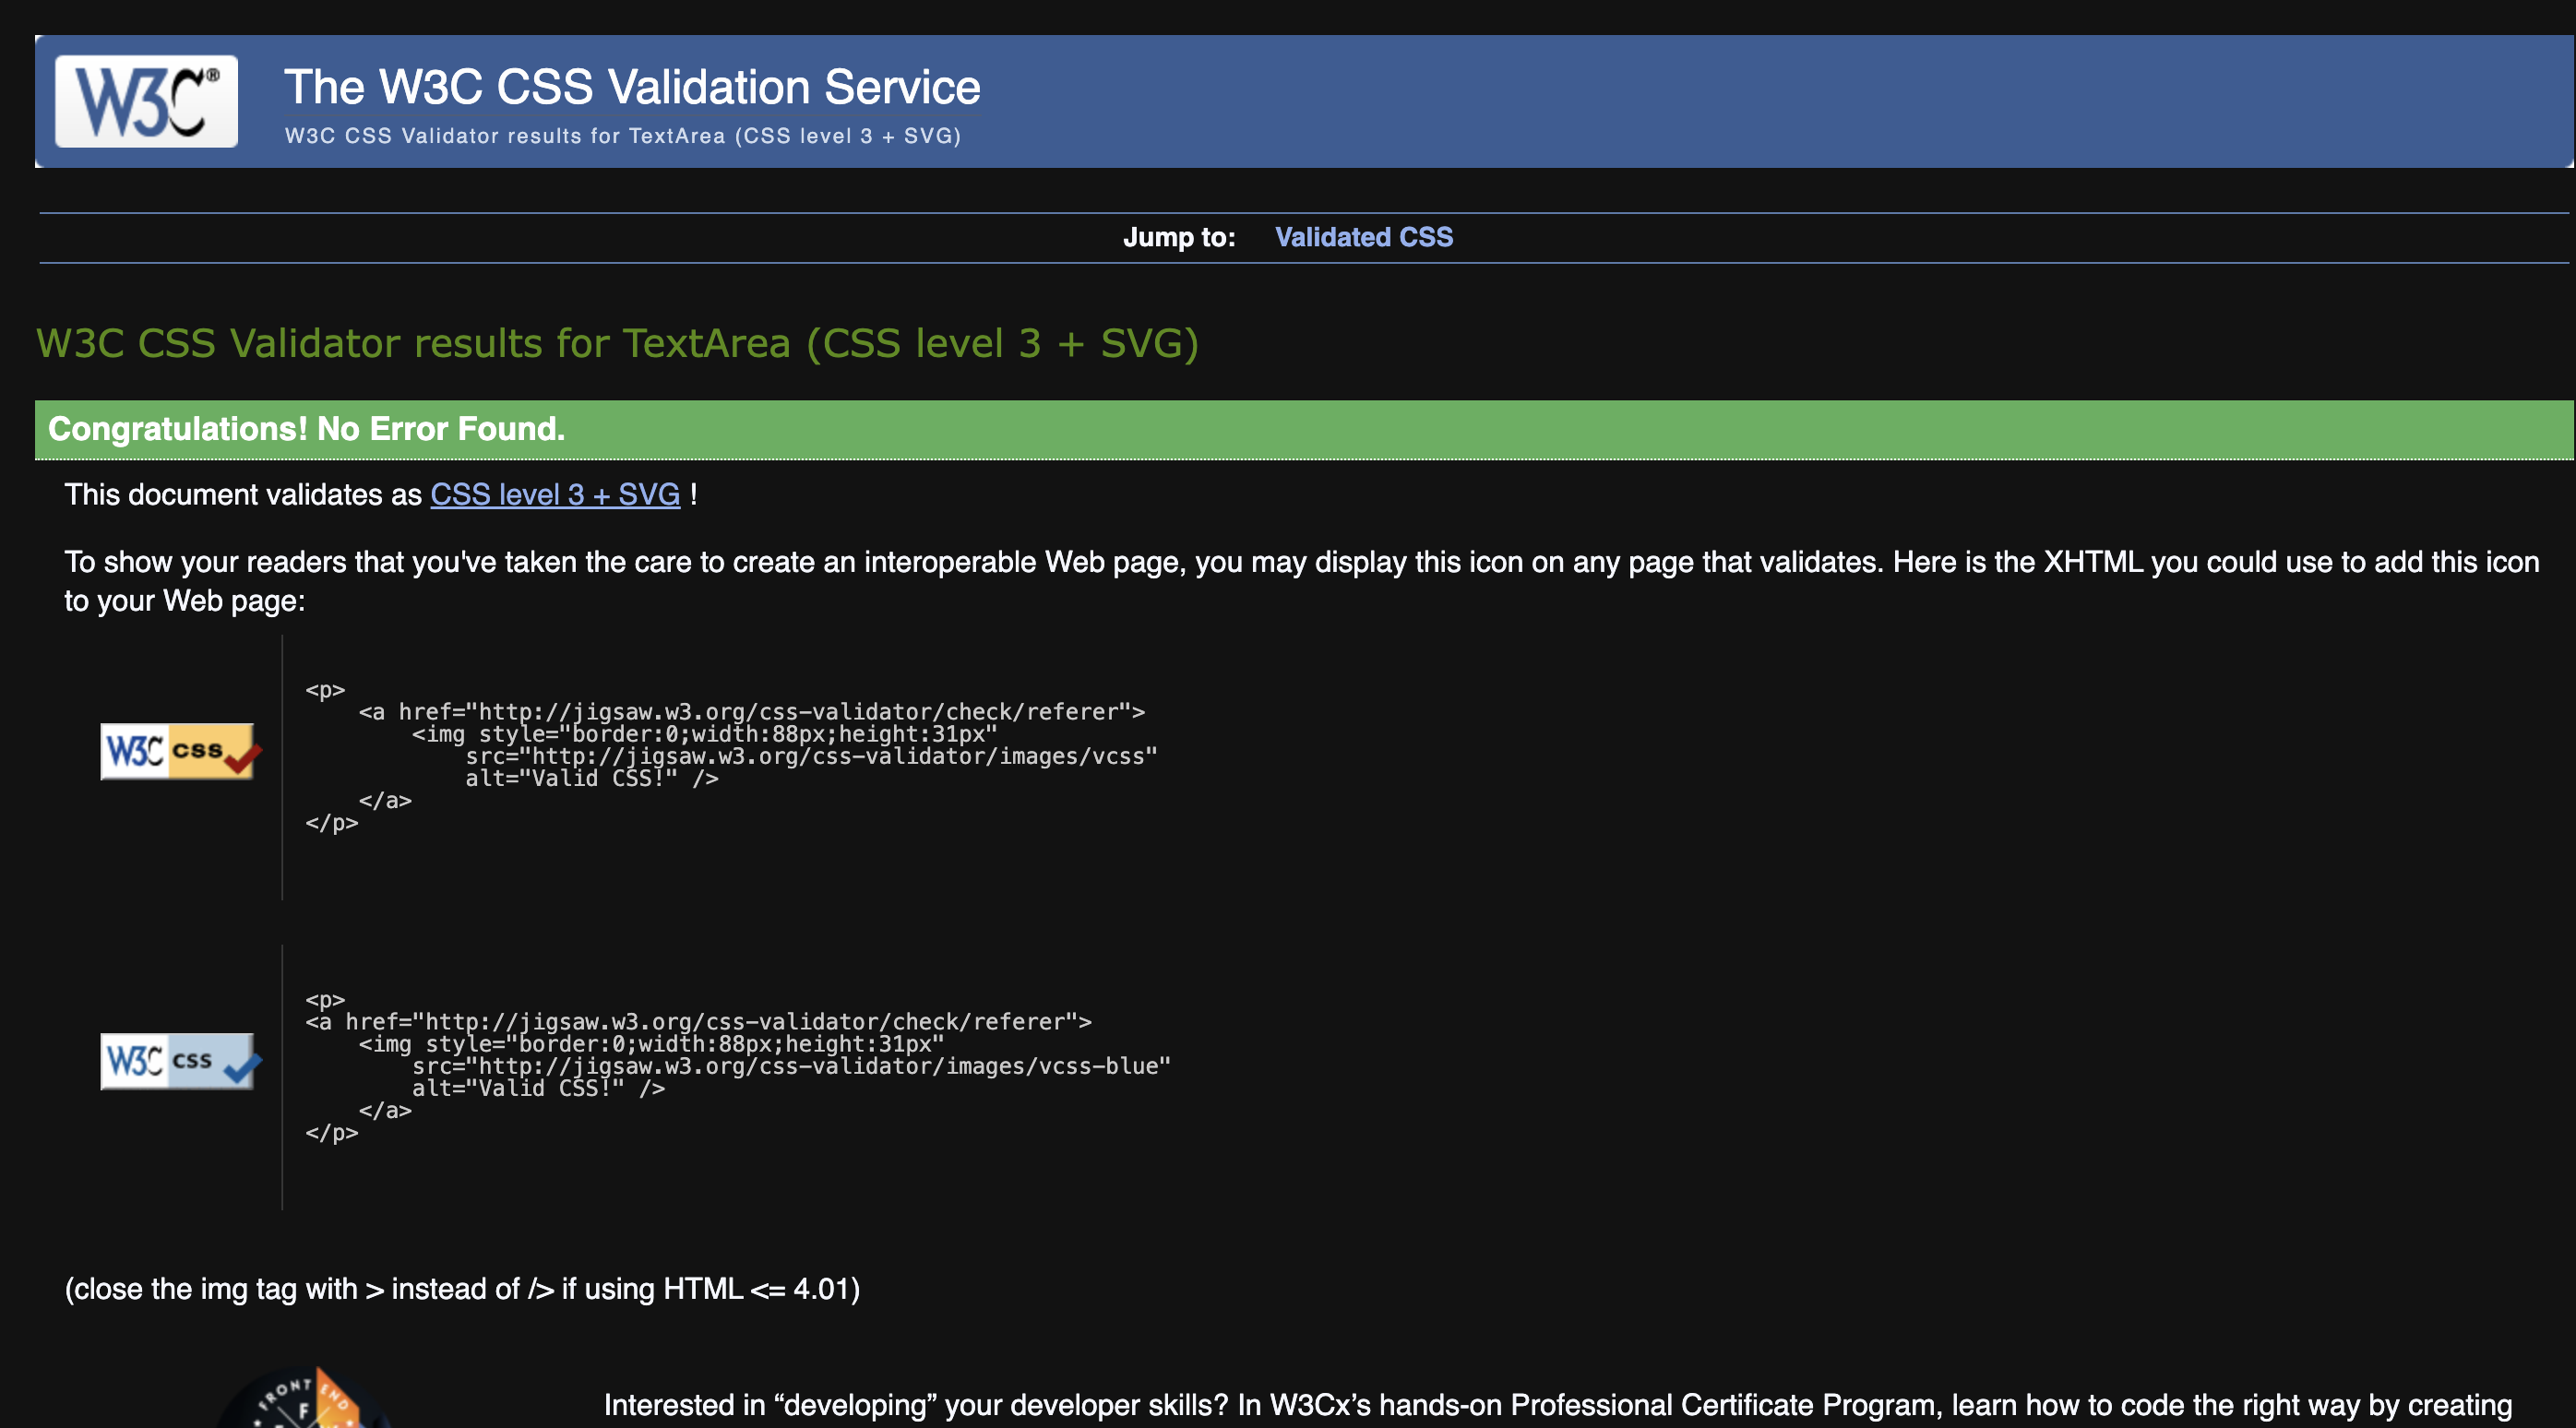 W3C®
The W3C CSS Validation Service
W3C CSS Validator results for TextArea (CSS level 3 + SVG)
Jump to: Validated CSS
W3C CSS Validator results for TextArea (CSS level 3 + SVG)
Congratulations! No Error Found.
This document validates as CSS level 3 + SVG !
To show your readers that you've taken the care to create an interoperable Web page, you may display this icon on any page that validates. Here is the XHTML you could use to add this icon
to your Web page:
<p>
    <a href="http://jigsaw.w3.org/css-validator/check/referer">
        <img style="border:0;width:88px;height:31px"
            src="http://jigsaw.w3.org/css-validator/images/vcss"
W3C css
            alt="Valid CSS!" />
    </a>
</p>
<p>
<a href="http://jigsaw.w3.org/css-validator/check/referer">
    <img style="border:0;width:88px;height:31px"
W3C css
        src="http://jigsaw.w3.org/css-validator/images/vcss-blue"
        alt="Valid CSS!" />
    </a>
</p>
(close the img tag with > instead of /> if using HTML <= 4.01)
FRONT END
F
Interested in “developing” your developer skills? In W3Cx’s hands-on Professional Certificate Program, learn how to code the right way by creating